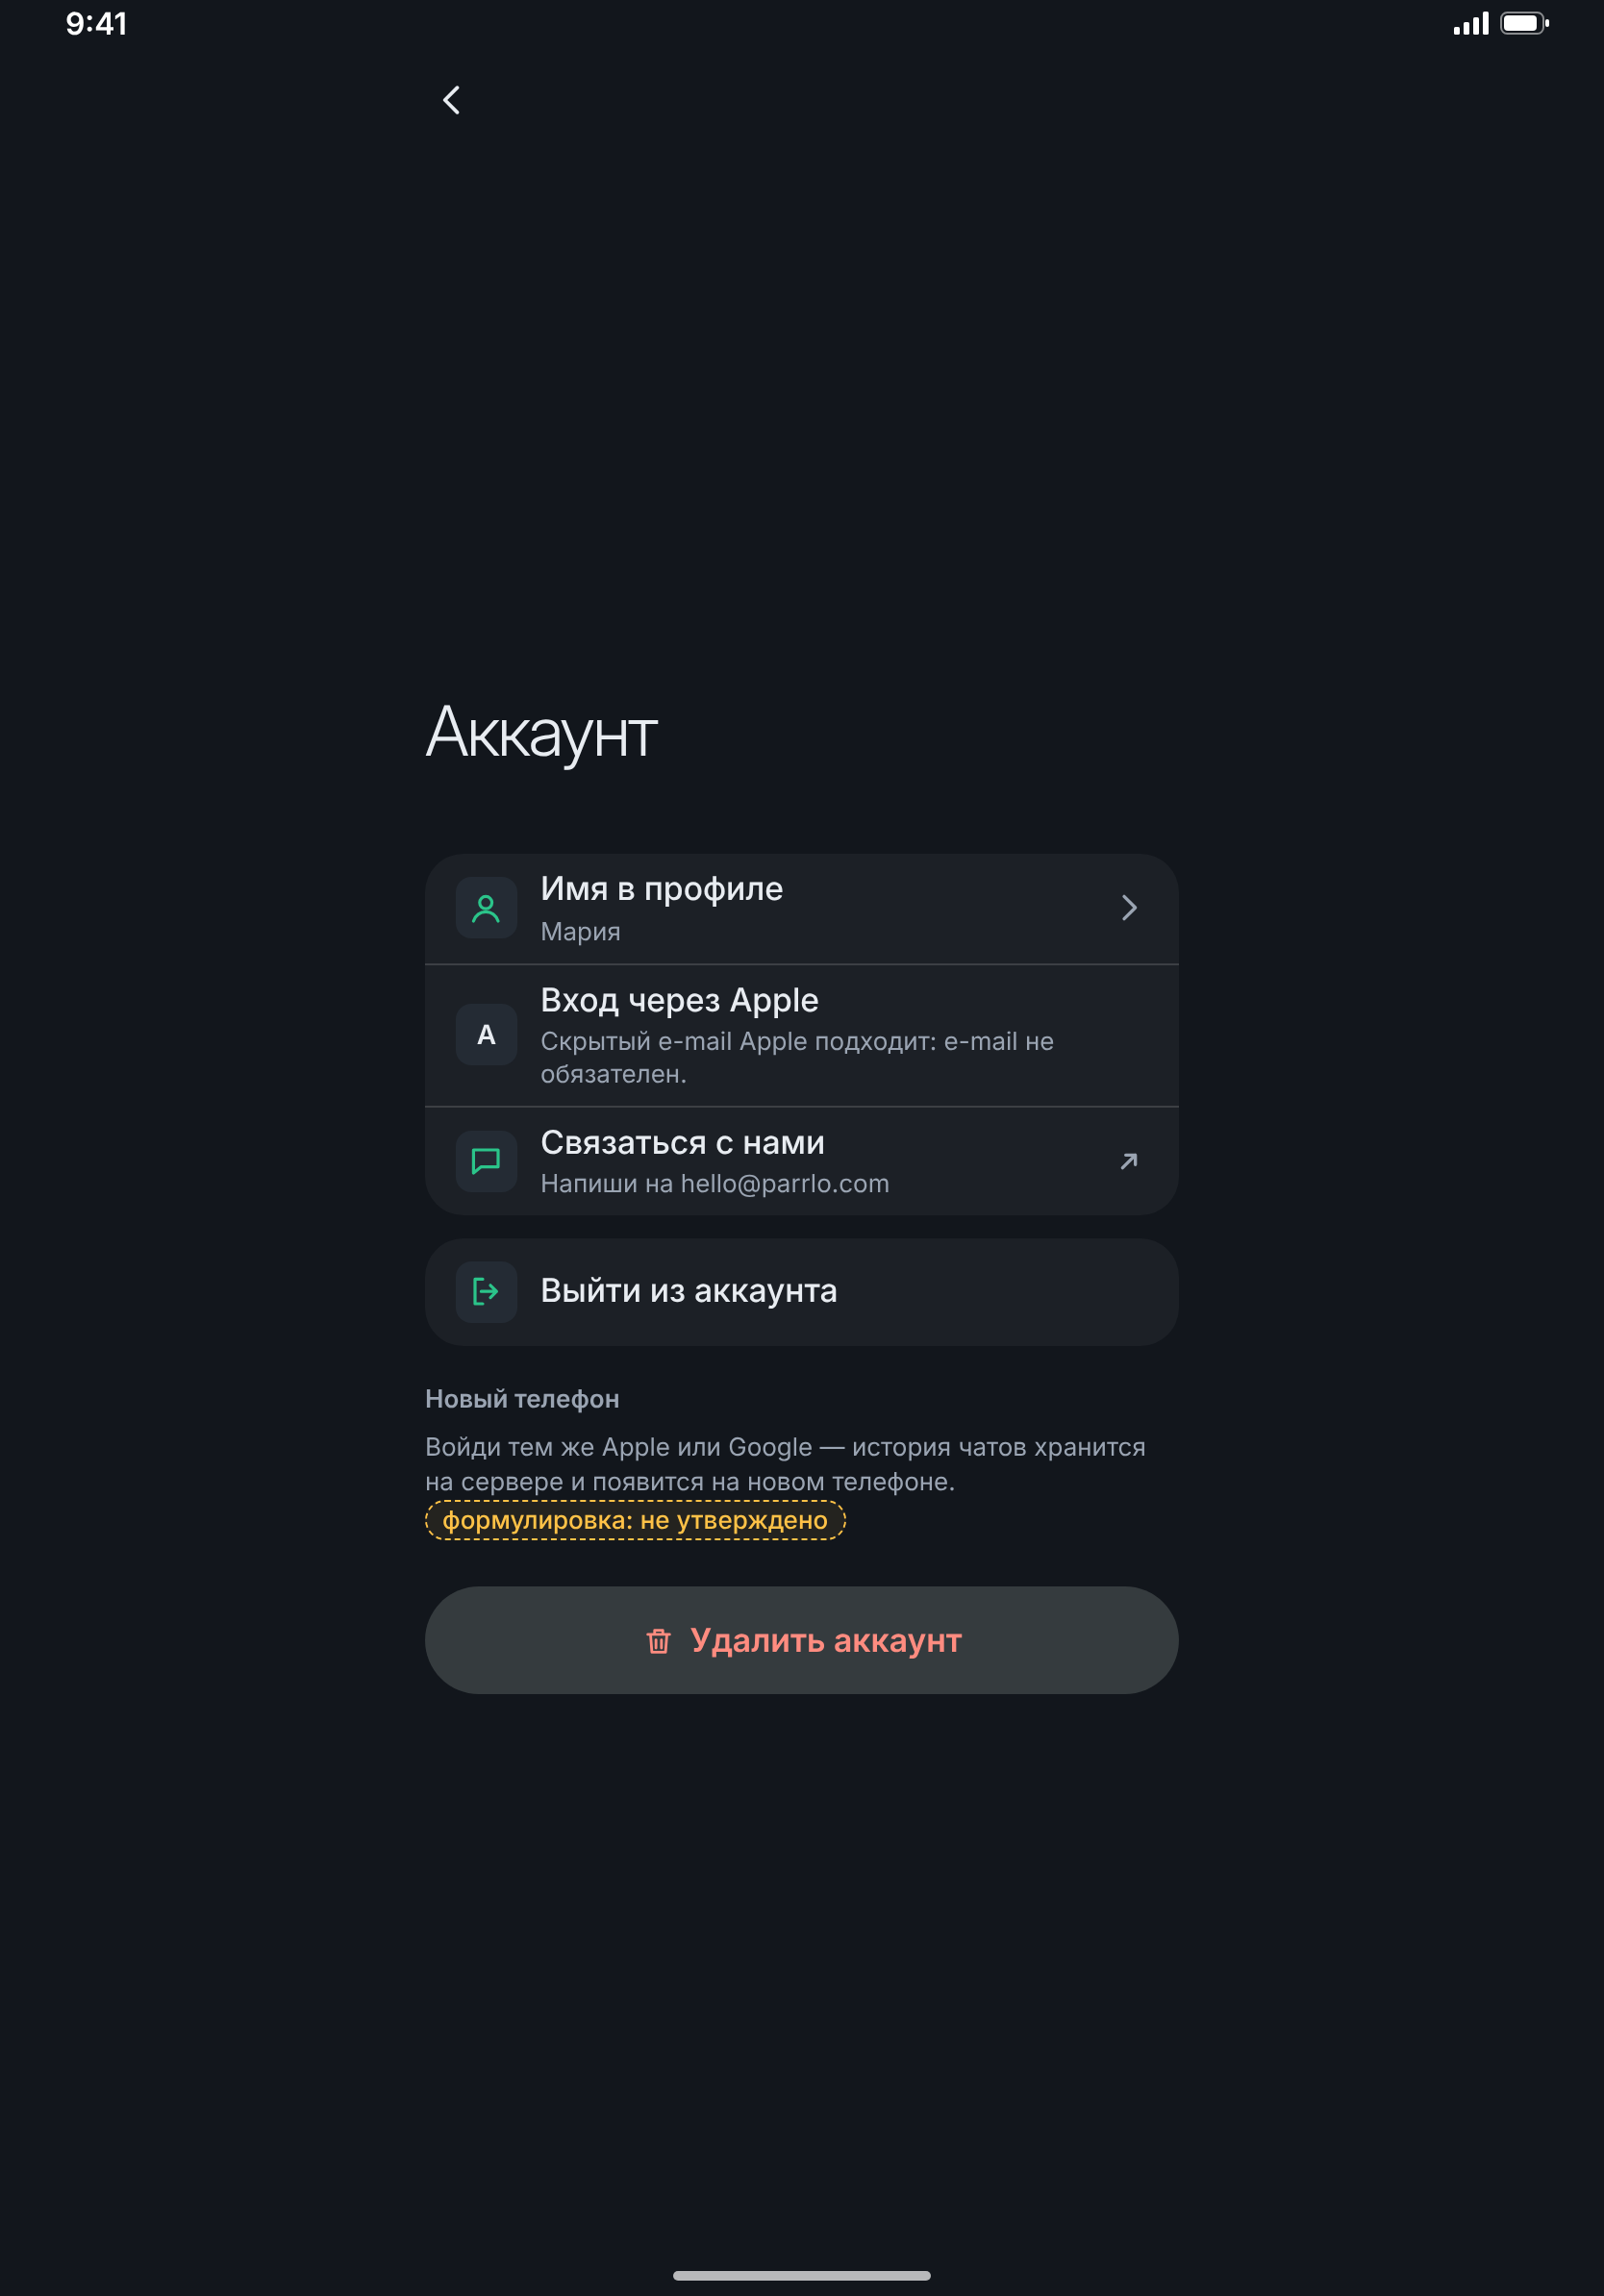 9:41
Аккаунт
Имя в профиле
Мария
A
Вход через Apple
Скрытый e-mail Apple подходит: e-mail не
обязателен.
Связаться с нами
Напиши на hello@parrlo.com
Выйти из аккаунта
Новый телефон
Войди тем же Apple или Google — история чатов хранится
на сервере и появится на новом телефоне.
формулировка: не утверждено
Удалить аккаунт